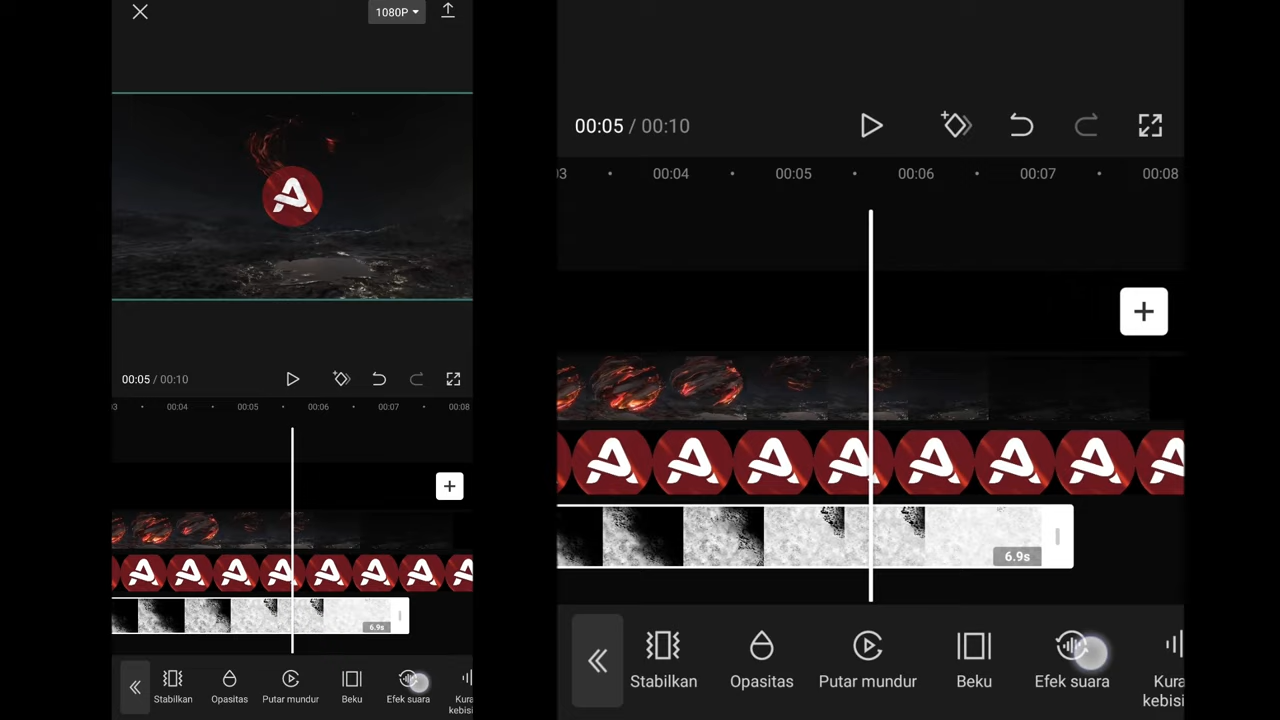 1080P
00:05 / 00:10
03 00:04 00:05 00:06 00:07 00:08
6.9s
Stabilkan Opasitas Putar mundur Beku Efek suara Kura
kebisi
00:05 / 00:10
03 00:04 00:05 00:06 00:07 00:08
6.9s
Stabilkan Opasitas Putar mundur Beku Efek suara Kura
kebisi